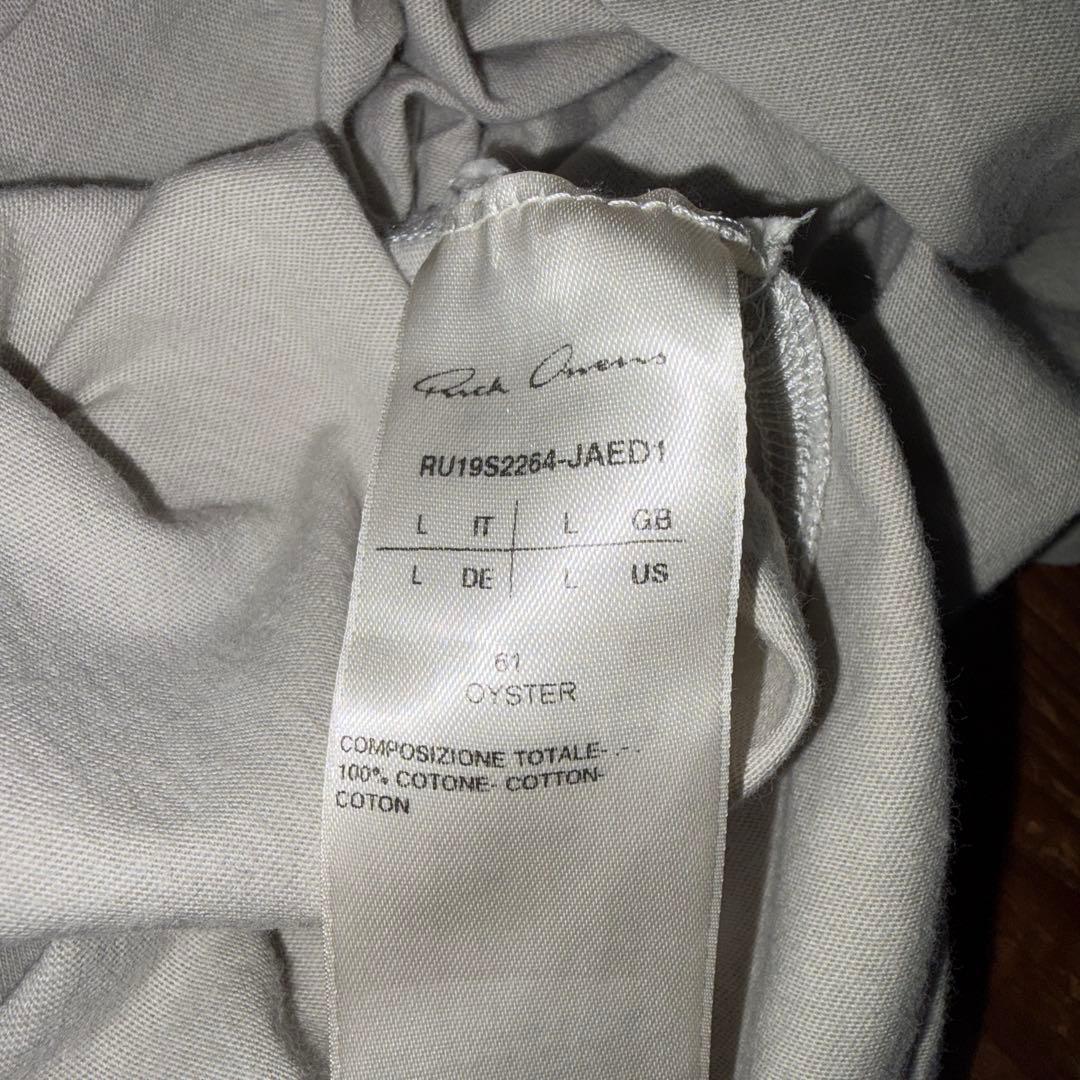 Rick Owens
RU19S2264-JAED1
L IT L GB
L DE L US
61
OYSTER
COMPOSIZIONE TOTALE- .- .
100% COTONE- COTTON-
COTON